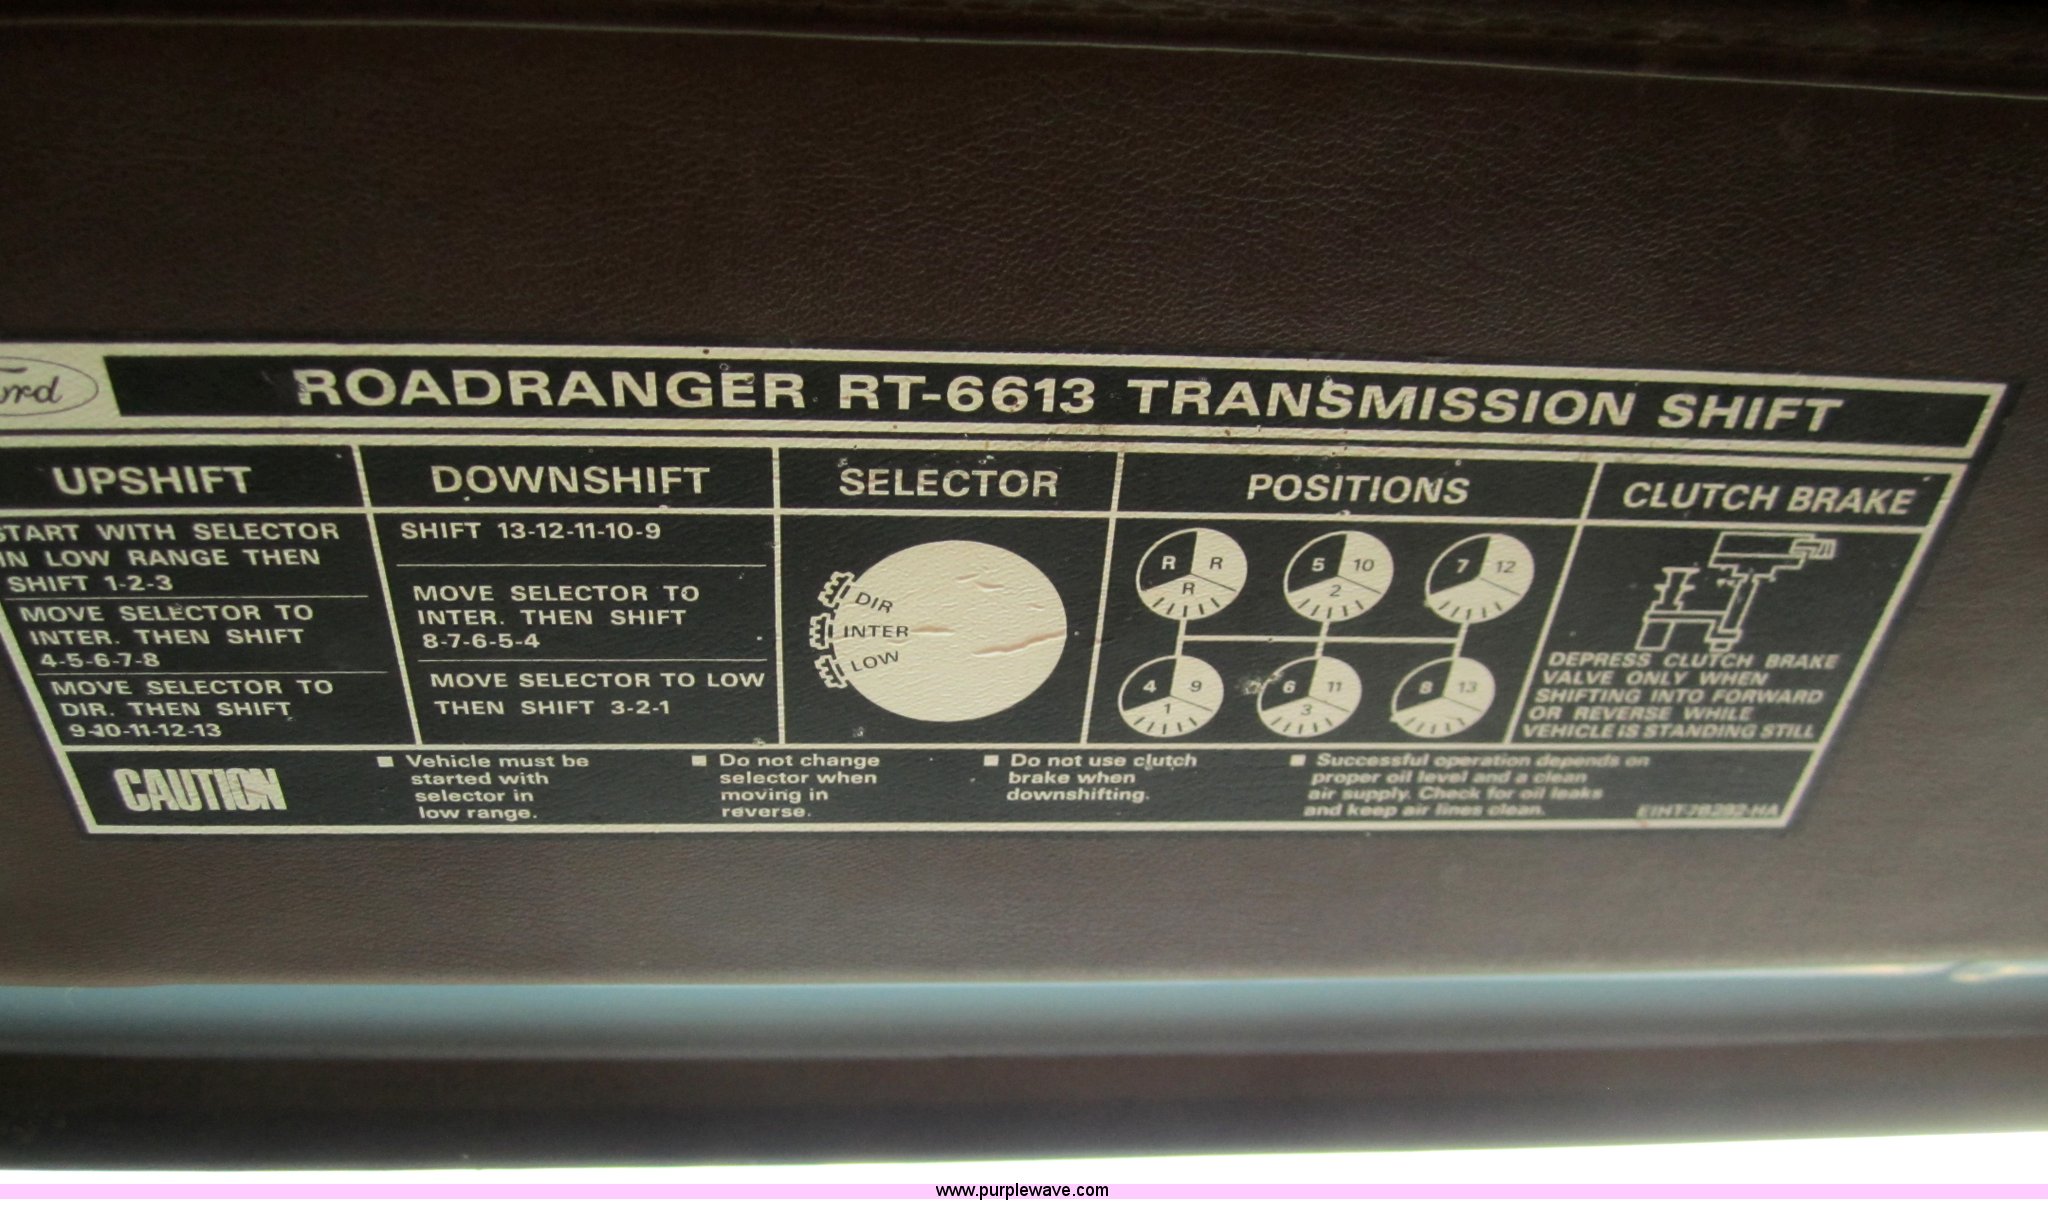 Ford
ROADRANGER RT-6613 TRANSMISSION SHIFT
UPSHIFT
START WITH SELECTOR
IN LOW RANGE THEN
SHIFT 1-2-3
MOVE SELECTOR TO
INTER. THEN SHIFT
4-5-6-7-8
MOVE SELECTOR TO
DIR. THEN SHIFT
9-10-11-12-13
DOWNSHIFT
SHIFT 13-12-11-10-9
MOVE SELECTOR TO
INTER. THEN SHIFT
8-7-6-5-4
MOVE SELECTOR TO LOW
THEN SHIFT 3-2-1
SELECTOR
DIR
INTER
LOW
POSITIONS
R R
R
5 10
2
7 12
4 9
1
6 11
3
8 13
CLUTCH BRAKE
DEPRESS CLUTCH BRAKE
VALVE ONLY WHEN
SHIFTING INTO FORWARD
OR REVERSE WHILE
VEHICLE IS STANDING STILL
CAUTION
■ Vehicle must be
started with
selector in
low range.
■ Do not change
selector when
moving in
reverse.
■ Do not use clutch
brake when
downshifting.
■ Successful operation depends on
proper oil level and a clean
air supply. Check for oil leaks
and keep air lines clean.
E1HT-7B292-HA
www.purplewave.com